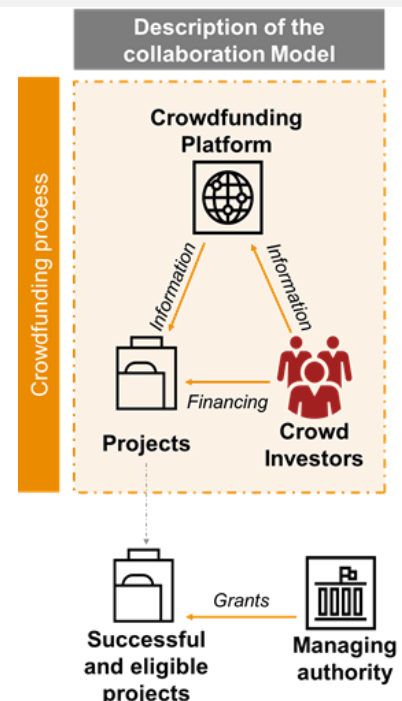 Description of the
collaboration Model
Crowdfunding process
Crowdfunding
Platform
Information
Information
Financing
Projects
Crowd
Investors
Grants
Successful
and eligible
projects
Managing
authority